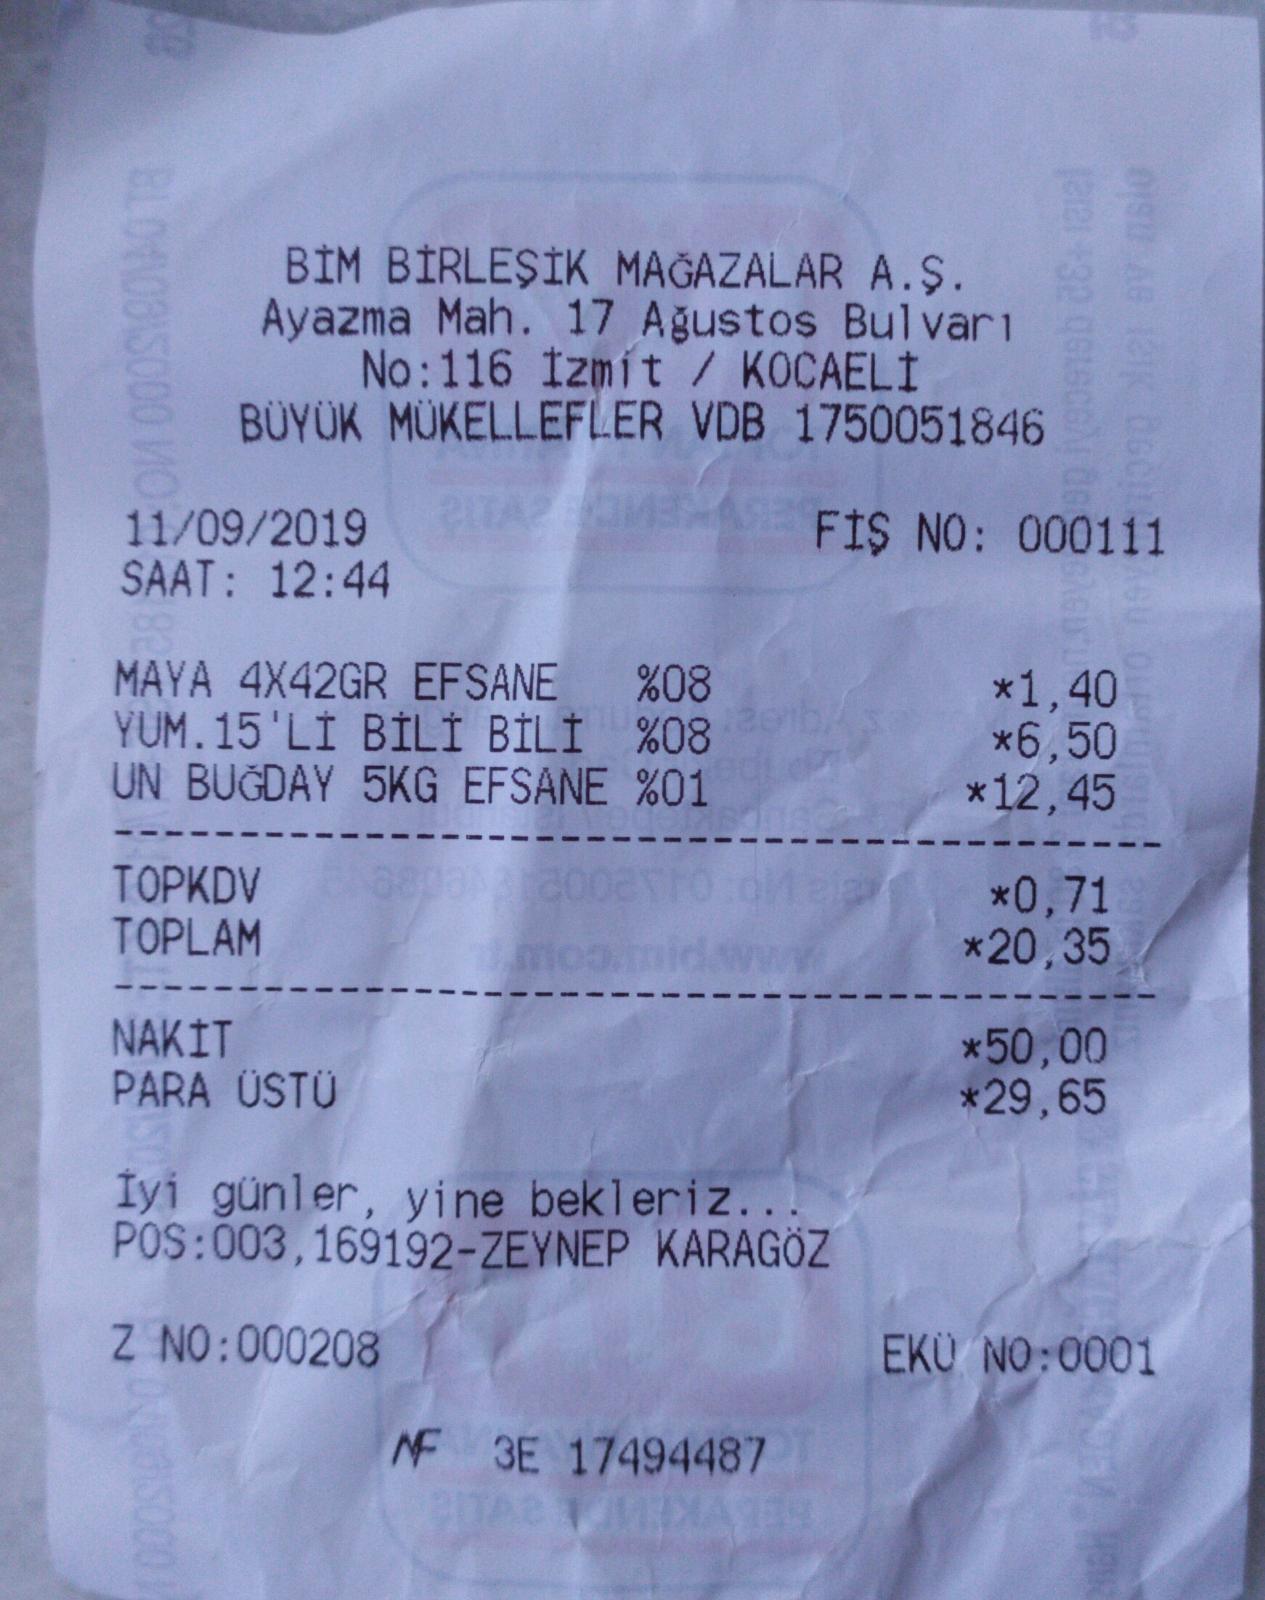 BİM BİRLEŞİK MAĞAZALAR A.Ş.
Ayazma Mah. 17 Ağustos Bulvarı
No:116 İzmit / KOCAELİ
BÜYÜK MÜKELLEFLER VDB 1750051846
11/09/2019 FİŞ NO: 000111
SAAT: 12:44
MAYA 4X42GR EFSANE %08 *1,40
YUM.15'Lİ BİLİ BİLİ %08 *6,50
UN BUĞDAY 5KG EFSANE %01 *12,45
TOPKDV *0,71
TOPLAM *20,35
NAKİT *50,00
PARA ÜSTÜ *29,65
İyi günler, yine bekleriz...
POS:003,169192-ZEYNEP KARAGÖZ
Z NO:000208 EKÜ NO:0001
MF 3E 17494487